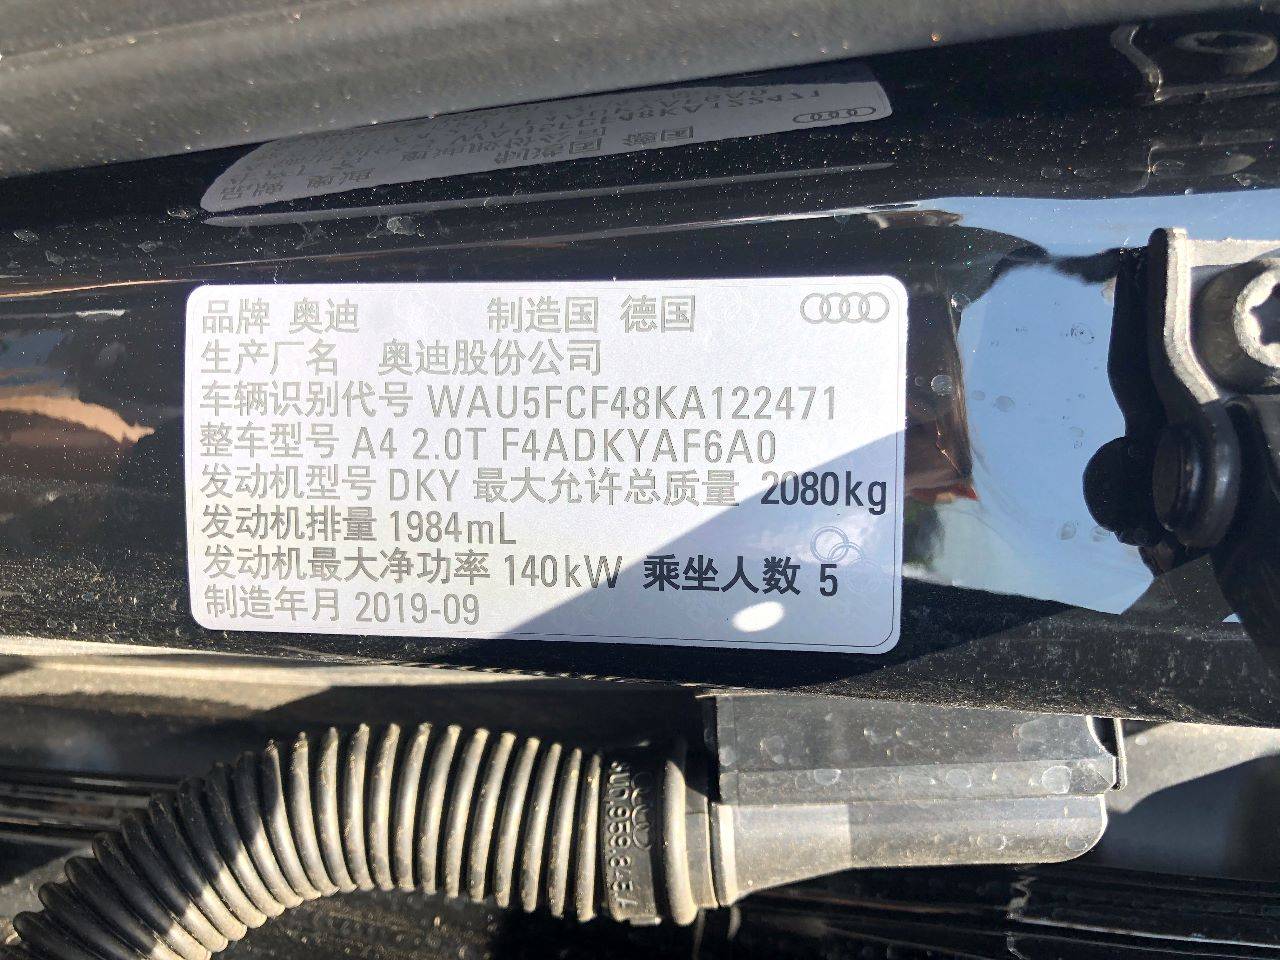 品牌 奥迪 制造国 德国
生产厂名 奥迪股份公司
车辆识别代号 WAU5FCF48KA122471
整车型号 A4 2.0T F4ADKYAF6A0
发动机型号 DKY 最大允许总质量 2080kg
发动机排量 1984mL
发动机最大净功率 140kW 乘坐人数 5
制造年月 2019-09